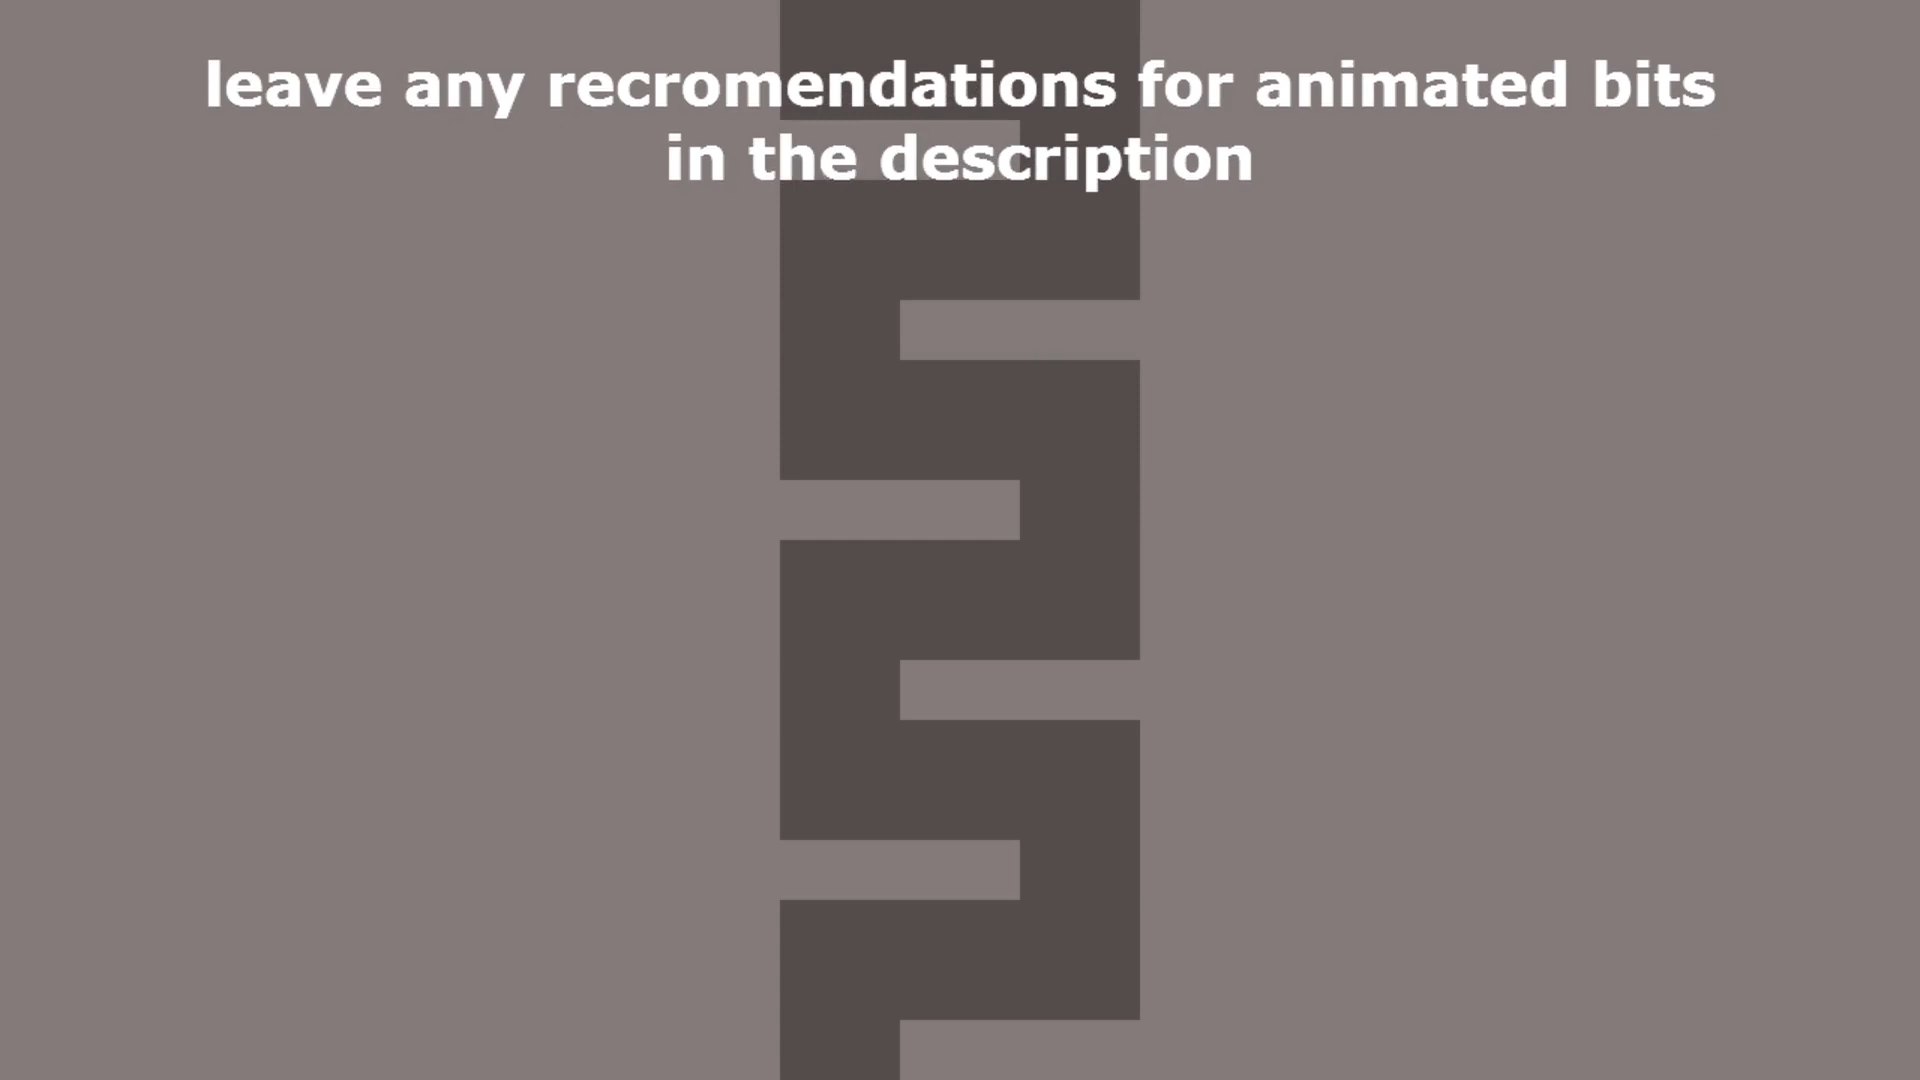 leave any recromendations for animated bits
in the description